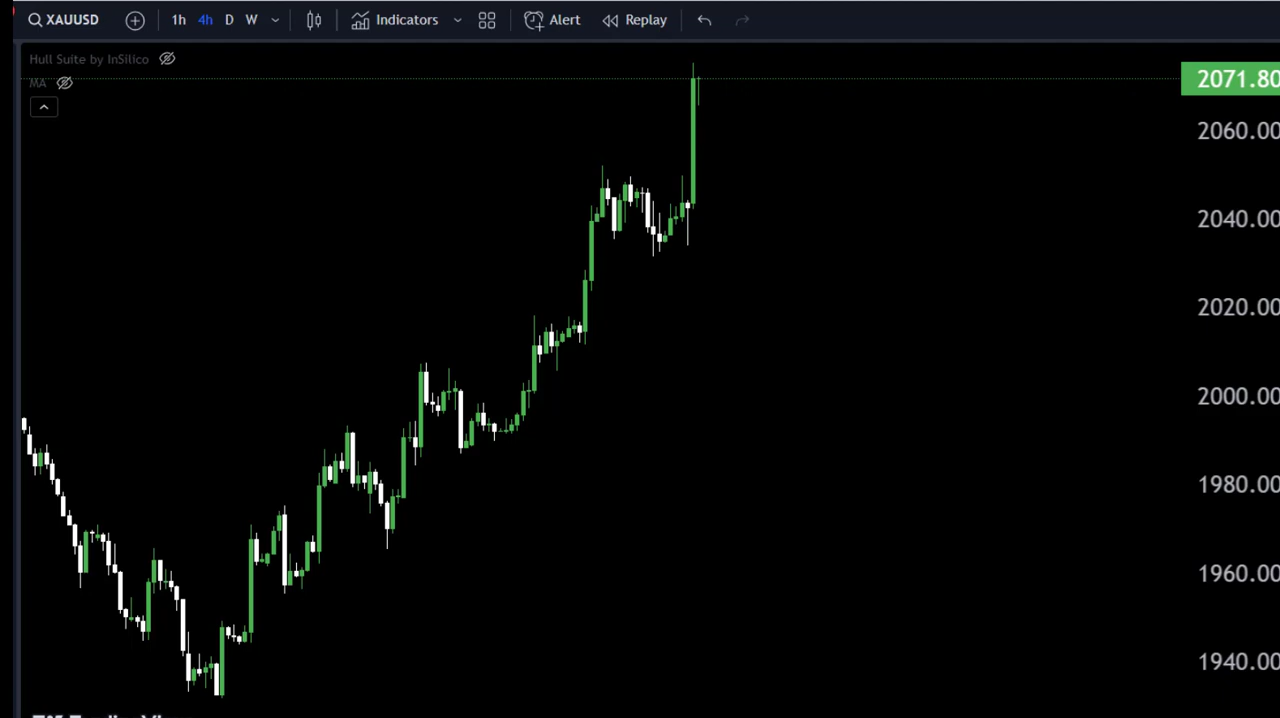 XAUUSD 1h 4h D W Indicators Alert Replay
Hull Suite by InSilico
MA
2071.80
2060.00
2040.00
2020.00
2000.00
1980.00
1960.00
1940.00